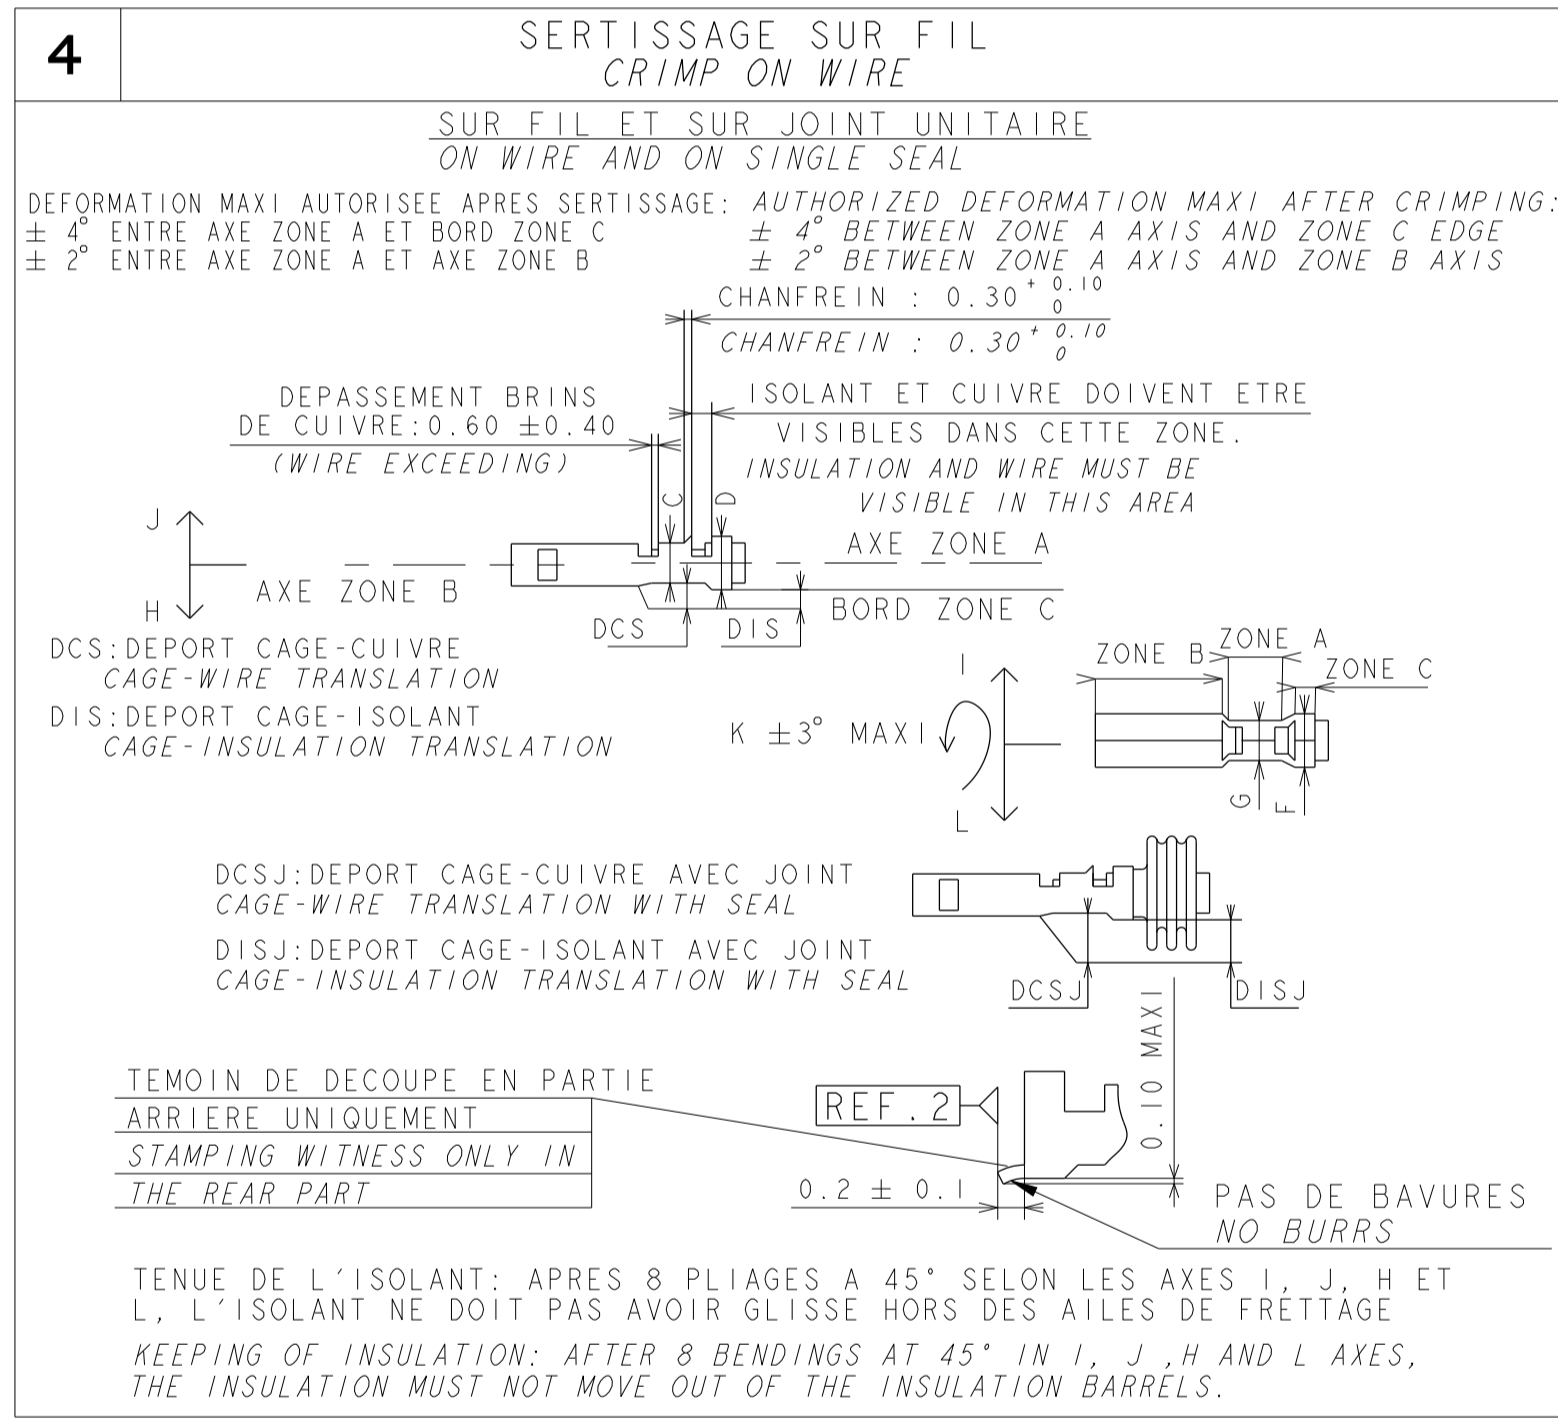 4
SERTISSAGE SUR FIL
CRIMP ON WIRE
SUR FIL ET SUR JOINT UNITAIRE
ON WIRE AND ON SINGLE SEAL
DEFORMATION MAXI AUTORISEE APRES SERTISSAGE:
± 4° ENTRE AXE ZONE A ET BORD ZONE C
± 2° ENTRE AXE ZONE A ET AXE ZONE B
AUTHORIZED DEFORMATION MAXI AFTER CRIMPING:
± 4° BETWEEN ZONE A AXIS AND ZONE C EDGE
± 2° BETWEEN ZONE A AXIS AND ZONE B AXIS
CHANFREIN : 0.30 + 0.10 0
CHANFREIN : 0.30 + 0.10 0
DEPASSEMENT BRINS
DE CUIVRE:0.60 ±0.40
(WIRE EXCEEDING)
ISOLANT ET CUIVRE DOIVENT ETRE
VISIBLES DANS CETTE ZONE.
INSULATION AND WIRE MUST BE
VISIBLE IN THIS AREA
C
D
J
H
AXE ZONE B
AXE ZONE A
BORD ZONE C
DCS
DIS
DCS:DEPORT CAGE-CUIVRE
CAGE-WIRE TRANSLATION
DIS:DEPORT CAGE-ISOLANT
CAGE-INSULATION TRANSLATION
I
K ±3° MAXI
L
ZONE B
ZONE A
ZONE C
G
F
DCSJ:DEPORT CAGE-CUIVRE AVEC JOINT
CAGE-WIRE TRANSLATION WITH SEAL
DISJ:DEPORT CAGE-ISOLANT AVEC JOINT
CAGE-INSULATION TRANSLATION WITH SEAL
DCSJ
DISJ
TEMOIN DE DECOUPE EN PARTIE
ARRIERE UNIQUEMENT
STAMPING WITNESS ONLY IN
THE REAR PART
REF.2
0.10 MAXI
0.2 ± 0.1
PAS DE BAVURES
NO BURRS
TENUE DE L'ISOLANT: APRES 8 PLIAGES A 45° SELON LES AXES I, J, H ET
L, L'ISOLANT NE DOIT PAS AVOIR GLISSE HORS DES AILES DE FRETTAGE
KEEPING OF INSULATION: AFTER 8 BENDINGS AT 45° IN I, J ,H AND L AXES,
THE INSULATION MUST NOT MOVE OUT OF THE INSULATION BARRELS.